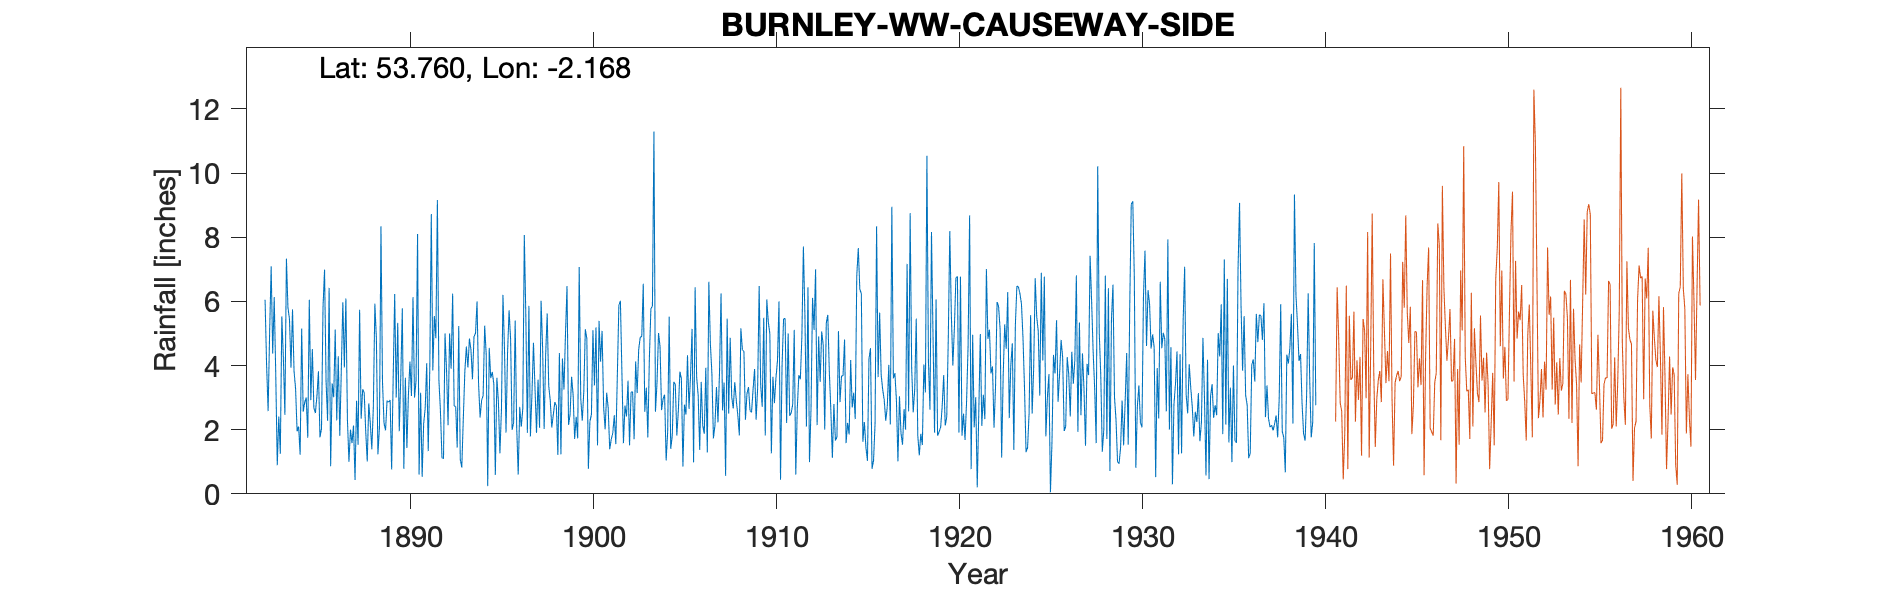 BURNLEY-WW-CAUSEWAY-SIDE
Lat: 53.760, Lon: -2.168
Rainfall [inches]
12
10
8
6
4
2
0
1890 1900 1910 1920 1930 1940 1950 1960
Year